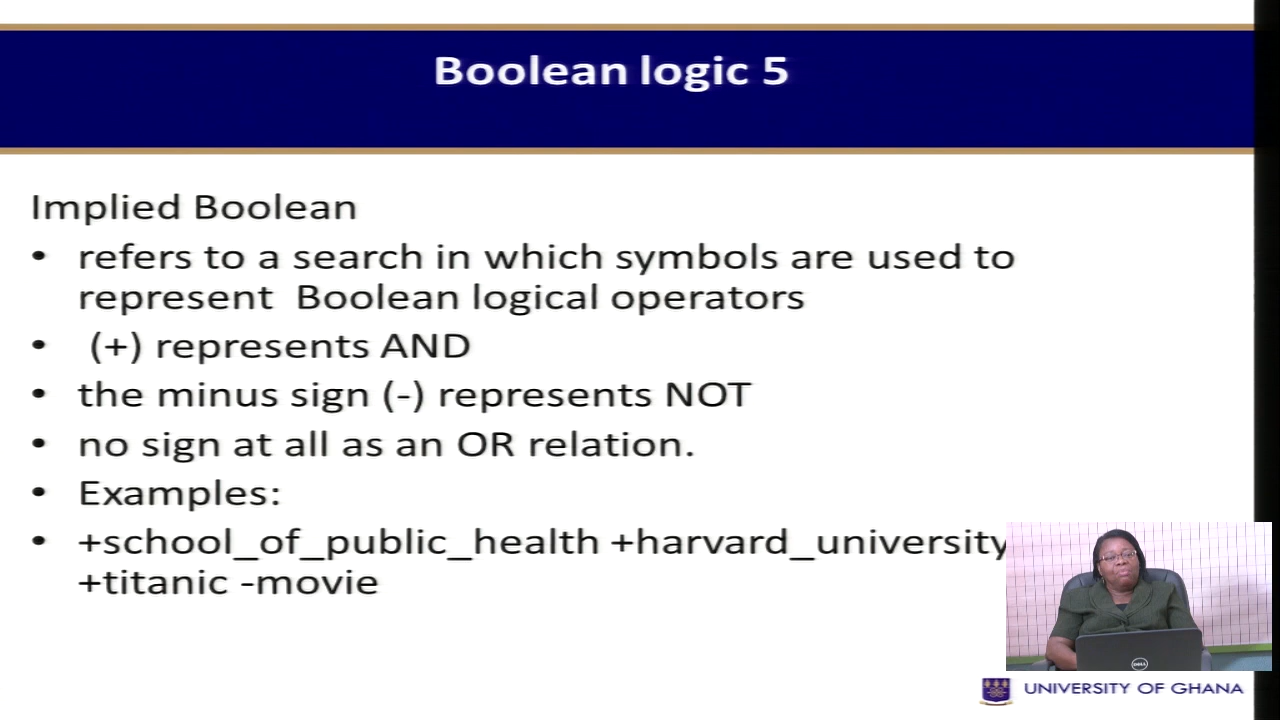 Boolean logic 5
Implied Boolean
• refers to a search in which symbols are used to
represent Boolean logical operators
• (+) represents AND
• the minus sign (-) represents NOT
• no sign at all as an OR relation.
• Examples:
• +school_of_public_health +harvard_university
+titanic -movie
DELL
UNIVERSITY OF GHANA